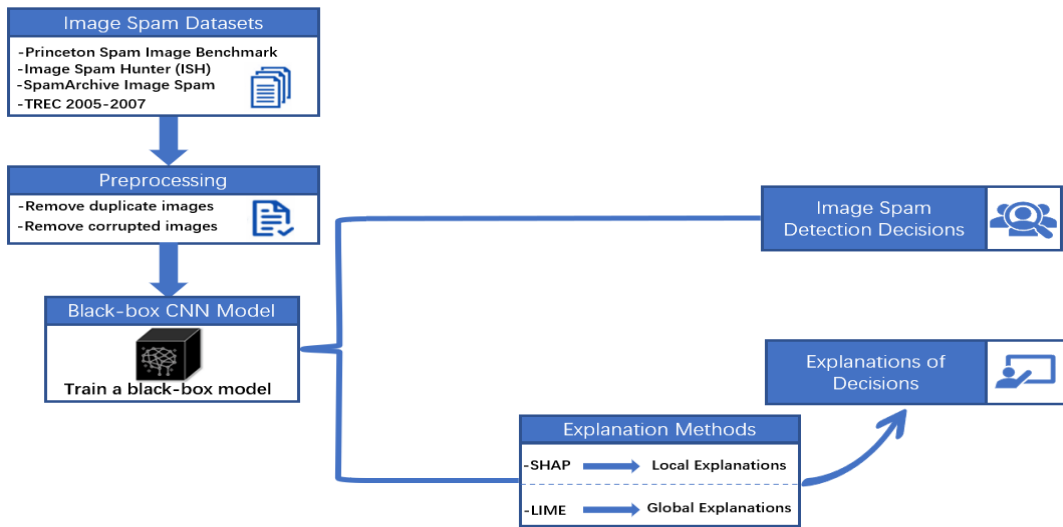 Image Spam Datasets
-Princeton Spam Image Benchmark
-Image Spam Hunter (ISH)
-SpamArchive Image Spam
-TREC 2005-2007
Preprocessing
-Remove duplicate images
-Remove corrupted images
Black-box CNN Model
Train a black-box model
Image Spam
Detection Decisions
Explanations of
Decisions
Explanation Methods
-SHAP Local Explanations
-LIME Global Explanations